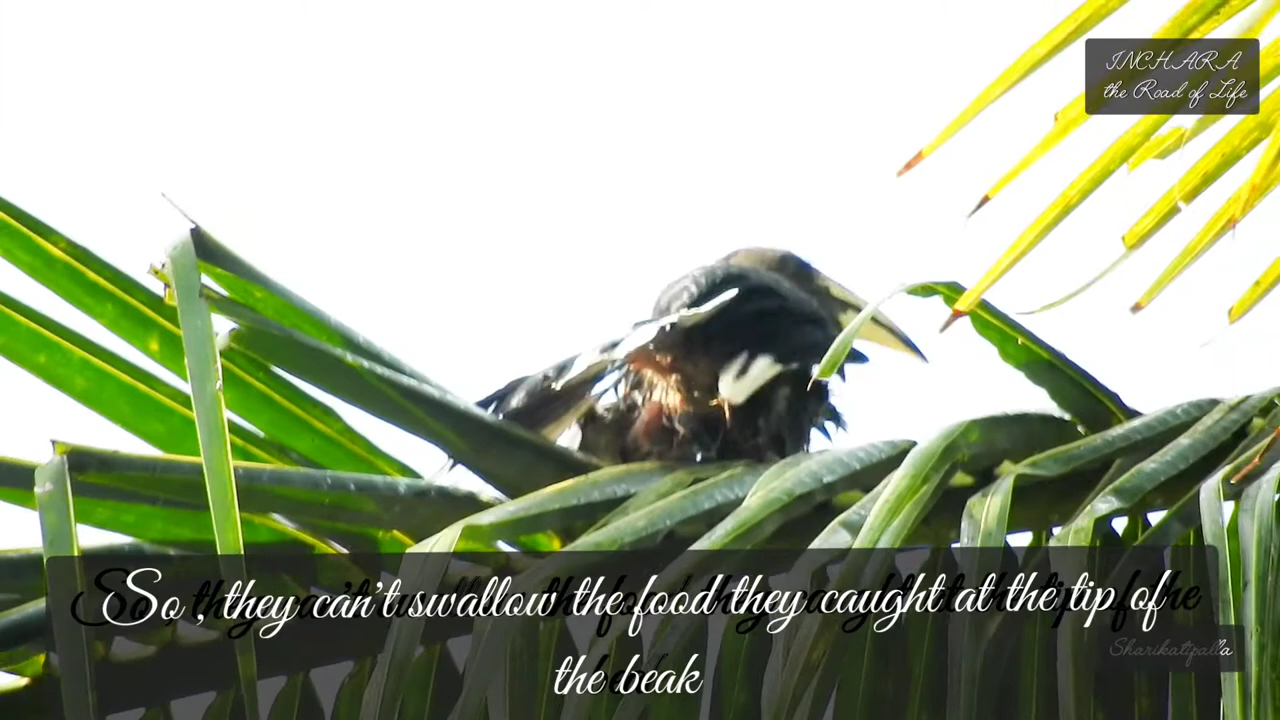 INCHARA
the Road of Life
So , they can't swallow the food they caught at the tip of
the beak
Sharikatipalla